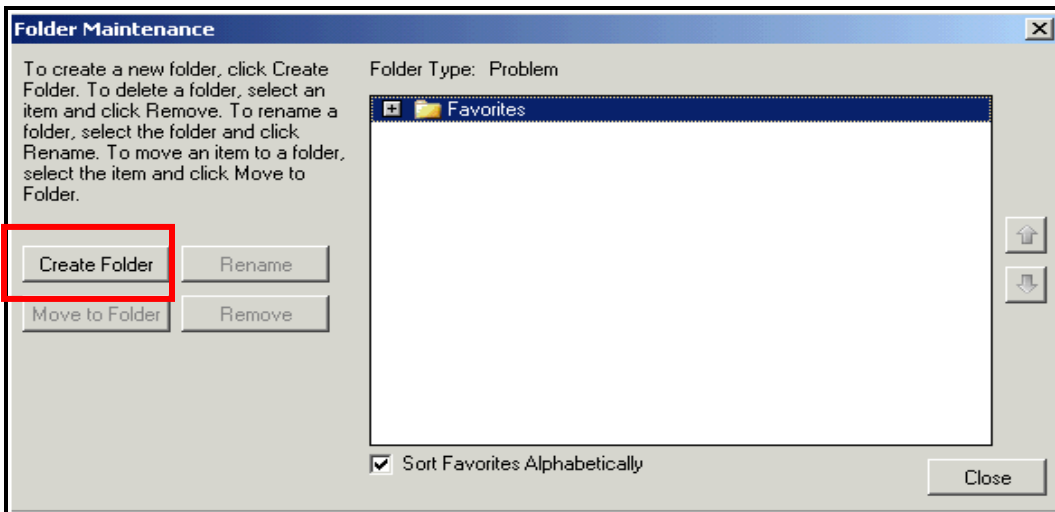 Folder Maintenance
To create a new folder, click Create
Folder. To delete a folder, select an
item and click Remove. To rename a
folder, select the folder and click
Rename. To move an item to a folder,
select the item and click Move to
Folder.
Folder Type: Problem
Favorites
Create Folder
Rename
Move to Folder
Remove
Sort Favorites Alphabetically
Close